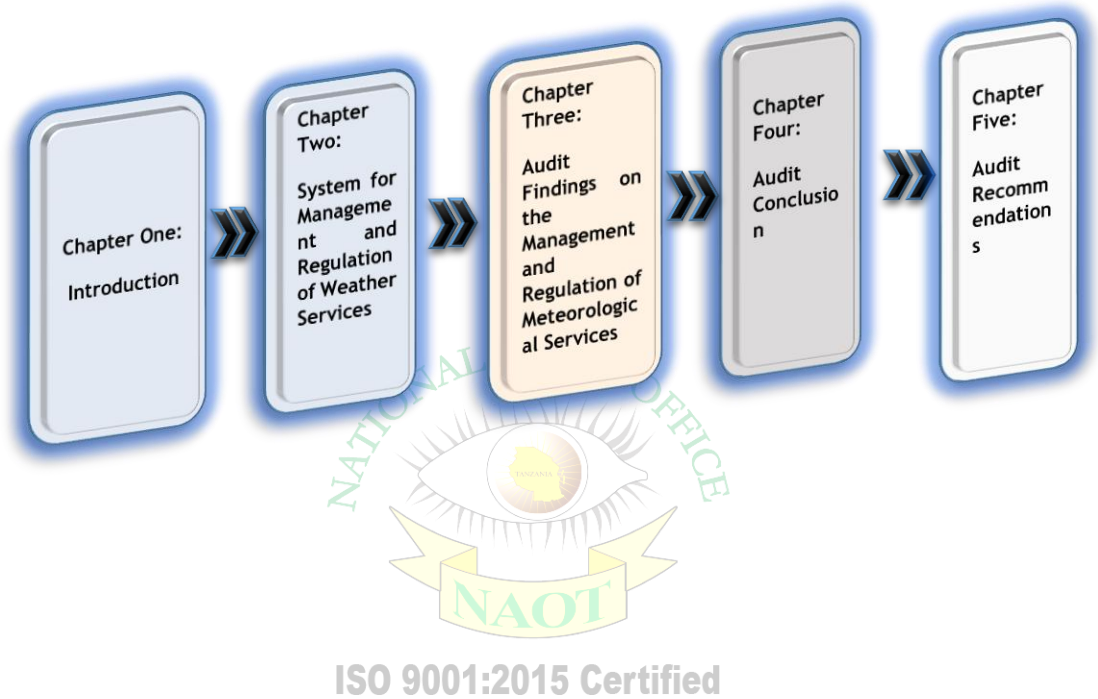 Chapter One:
Introduction
Chapter
Two:
System for
Manageme
nt and
Regulation
of Weather
Services
Chapter
Three:
Audit
Findings on
the
Management
and
Regulation of
Meteorologic
al Services
Chapter
Four:
Audit
Conclusio
n
Chapter
Five:
Audit
Recomm
endation
s
NATIONAL OFFICE
TANZANIA
NAOT
ISO 9001:2015 Certified